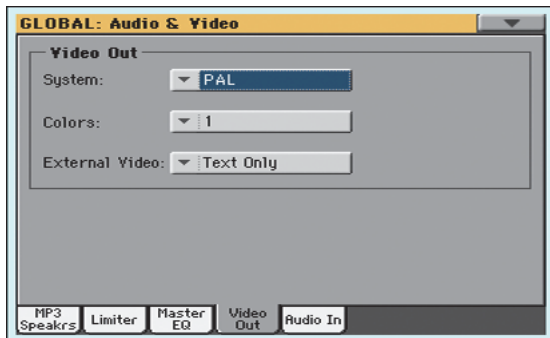 GLOBAL: Audio & Video
Video Out
System: PAL
Colors: 1
External Video: Text Only
MP3 Speakrs
Limiter
Master EQ
Video Out
Audio In